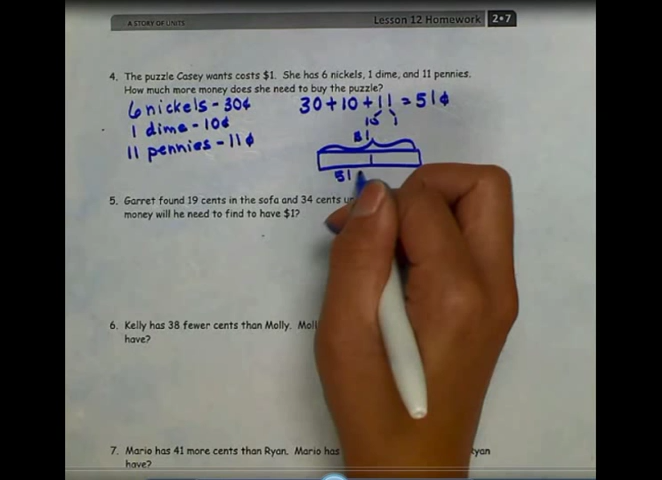 A STORY OF UNITS
Lesson 12 Homework 2•7
4. The puzzle Casey wants costs $1. She has 6 nickels, 1 dime, and 11 pennies.
How much more money does she need to buy the puzzle?
6 nickels - 30¢
1 dime - 10¢
11 pennies - 11¢
30 + 10 + 11 = 51¢
10 1
$1
51
5. Garret found 19 cents in the sofa and 34 cents
money will he need to find to have $1?
6. Kelly has 38 fewer cents than Molly.
have?
7. Mario has 41 more cents than Ryan. Mario has
have?